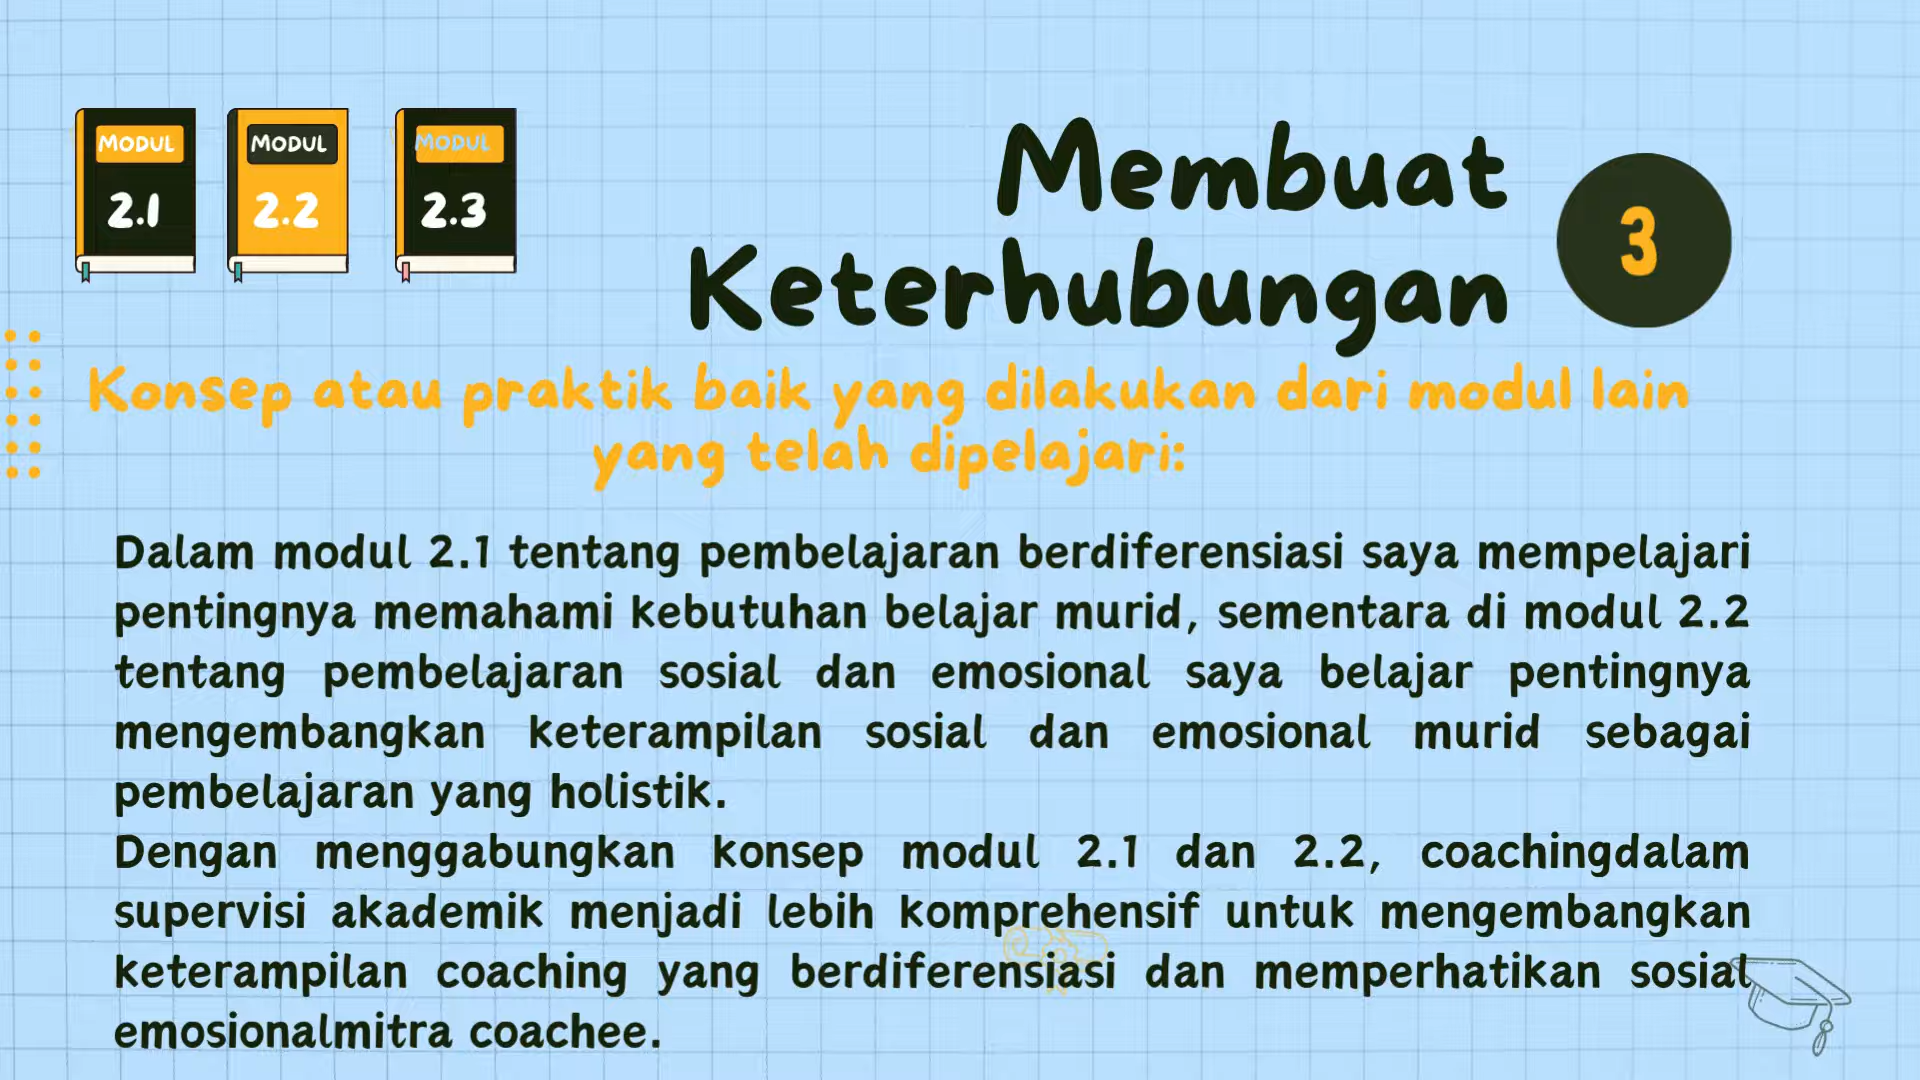 MODUL
2.1
MODUL
2.2
MODUL
2.3
Membuat
Keterhubungan
3
Konsep atau praktik baik yang dilakukan dari modul lain
yang telah dipelajari:
Dalam modul 2.1 tentang pembelajaran berdiferensiasi saya mempelajari
pentingnya memahami kebutuhan belajar murid, sementara di modul 2.2
tentang pembelajaran sosial dan emosional saya belajar pentingnya
mengembangkan keterampilan sosial dan emosional murid sebagai
pembelajaran yang holistik.
Dengan menggabungkan konsep modul 2.1 dan 2.2, coachingdalam
supervisi akademik menjadi lebih komprehensif untuk mengembangkan
keterampilan coaching yang berdiferensiasi dan memperhatikan sosial
emosionalmitra coachee.